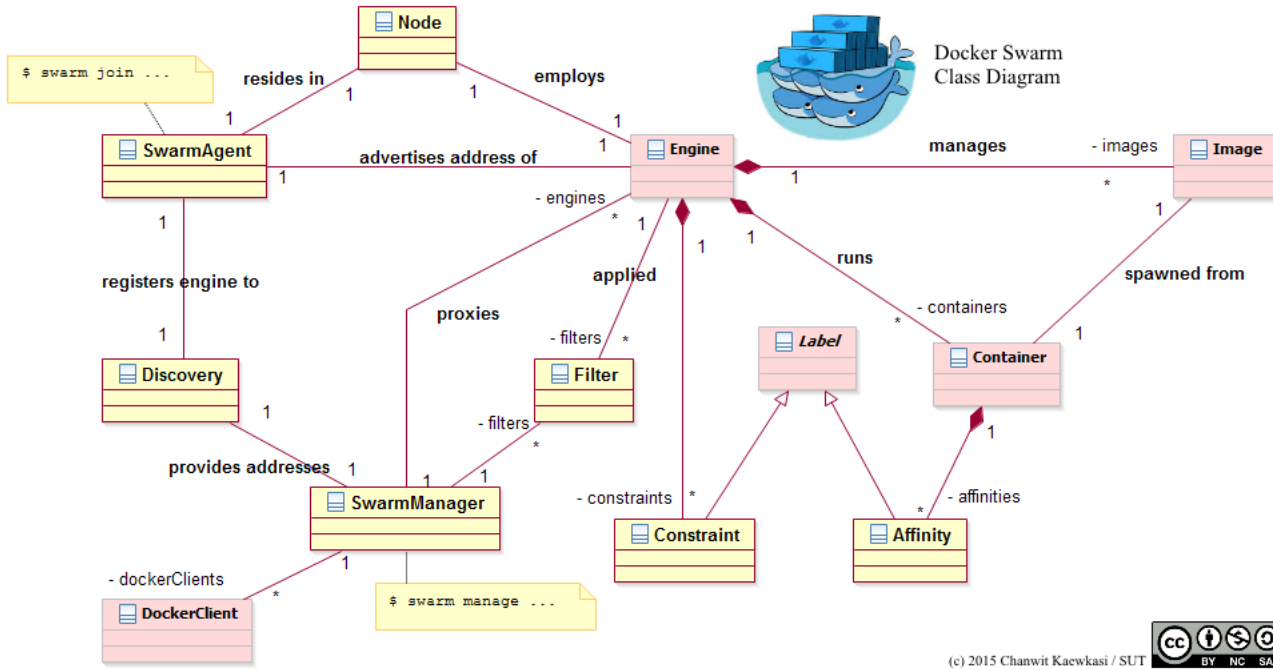 Node
$ swarm join ...
resides in
employs
Docker Swarm
Class Diagram
1
1
1
1
SwarmAgent
Engine
Image
advertises address of
manages
- images
1
1
*
- engines
*
1
1
1
1
1
registers engine to
applied
runs
spawned from
proxies
- containers
*
1
- filters
*
1
Label
Container
Discovery
Filter
1
- filters
*
1
provides addresses
1
1
1
SwarmManager
- constraints
*
- affinities
*
Constraint
Affinity
1
- dockerClients
*
$ swarm manage ...
DockerClient
(c) 2015 Chanwit Kaewkasi / SUT
cc
BY NC SA